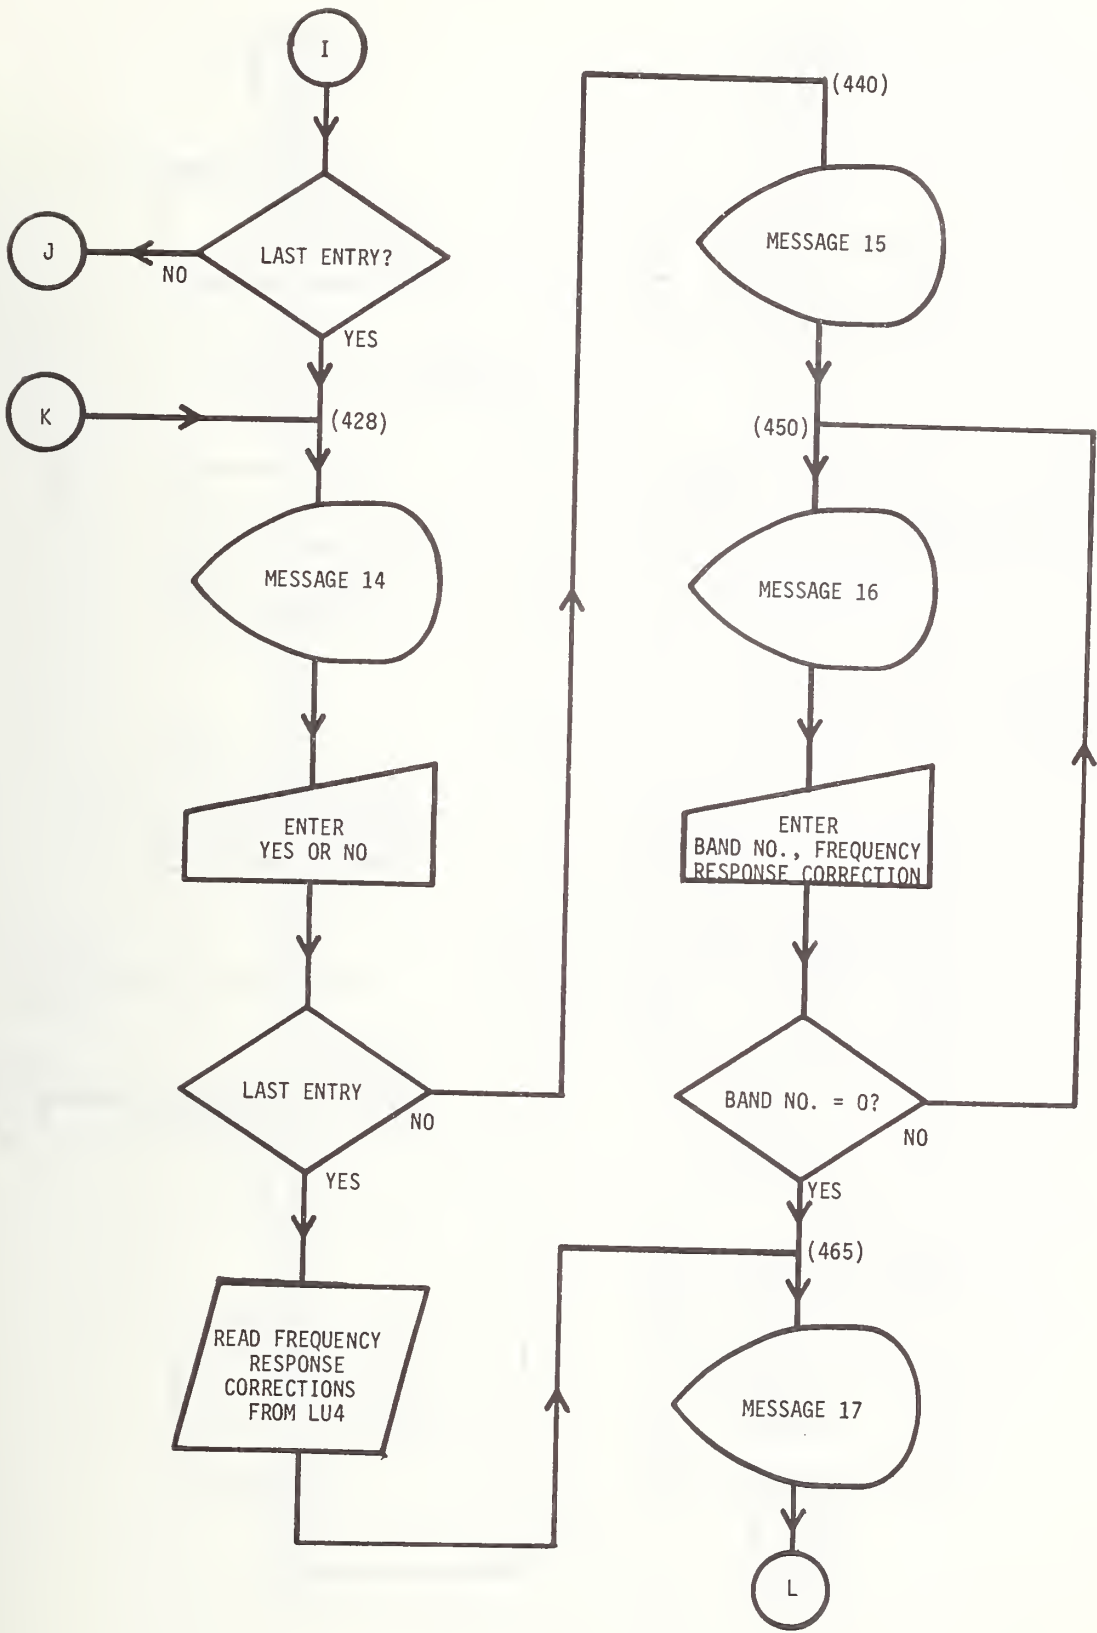 I
LAST ENTRY?
J
NO
YES
K
(428)
MESSAGE 14
ENTER
YES OR NO
LAST ENTRY
NO
YES
READ FREQUENCY
RESPONSE
CORRECTIONS
FROM LU4
(440)
MESSAGE 15
(450)
MESSAGE 16
ENTER
BAND NO., FREQUENCY
RESPONSE CORRECTION
BAND NO. = 0?
NO
YES
(465)
MESSAGE 17
L